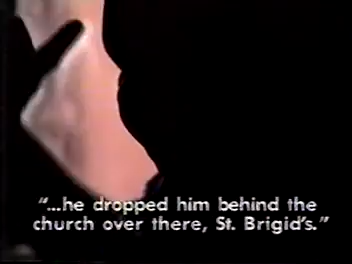 “...he dropped him behind the
church over there, St. Brigid’s.”